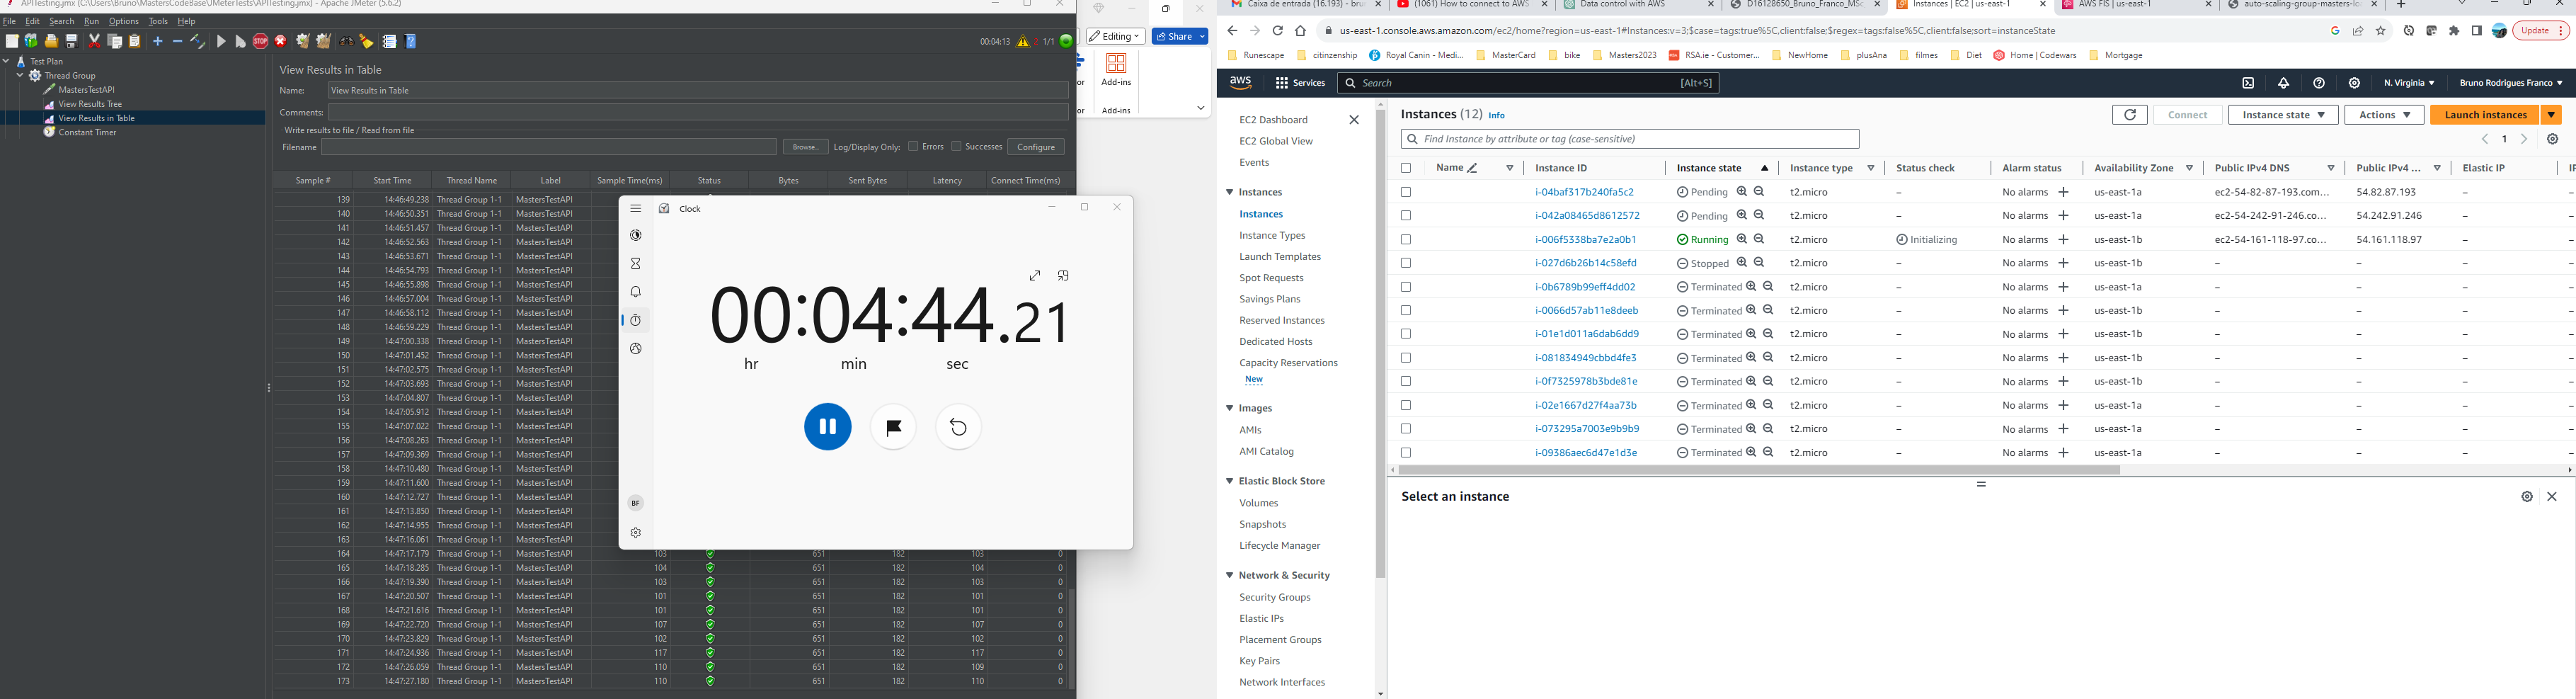 APITesting.jmx (C:\Users\Bruno\MastersCodeBase\JMeterTests\APITesting.jmx) - Apache JMeter (5.6.2)
File Edit Search Run Options Tools Help
00:04:13 1/1
Test Plan
Thread Group
MastersTestAPI
View Results Tree
View Results in Table
Constant Timer
View Results in Table
Name: View Results in Table
Comments:
Write results to file / Read from file
Filename Browse... Log/Display Only: Errors Successes Configure
Sample # Start Time Thread Name Label Sample Time(ms) Status Bytes Sent Bytes Latency Connect Time(ms)
139 14:46:49.238 Thread Group 1-1 MastersTestAPI
140 14:46:50.351 Thread Group 1-1 MastersTestAPI
141 14:46:51.457 Thread Group 1-1 MastersTestAPI
142 14:46:52.563 Thread Group 1-1 MastersTestAPI
143 14:46:53.671 Thread Group 1-1 MastersTestAPI
144 14:46:54.793 Thread Group 1-1 MastersTestAPI
145 14:46:55.898 Thread Group 1-1 MastersTestAPI
146 14:46:57.004 Thread Group 1-1 MastersTestAPI
147 14:46:58.112 Thread Group 1-1 MastersTestAPI
148 14:46:59.229 Thread Group 1-1 MastersTestAPI
149 14:47:00.338 Thread Group 1-1 MastersTestAPI
150 14:47:01.452 Thread Group 1-1 MastersTestAPI
151 14:47:02.575 Thread Group 1-1 MastersTestAPI
152 14:47:03.693 Thread Group 1-1 MastersTestAPI
153 14:47:04.807 Thread Group 1-1 MastersTestAPI
154 14:47:05.912 Thread Group 1-1 MastersTestAPI
155 14:47:07.022 Thread Group 1-1 MastersTestAPI
156 14:47:08.263 Thread Group 1-1 MastersTestAPI
157 14:47:09.369 Thread Group 1-1 MastersTestAPI
158 14:47:10.480 Thread Group 1-1 MastersTestAPI
159 14:47:11.600 Thread Group 1-1 MastersTestAPI
160 14:47:12.727 Thread Group 1-1 MastersTestAPI
161 14:47:13.850 Thread Group 1-1 MastersTestAPI
162 14:47:14.955 Thread Group 1-1 MastersTestAPI
163 14:47:16.061 Thread Group 1-1 MastersTestAPI
164 14:47:17.179 Thread Group 1-1 MastersTestAPI 103 651 182 103 0
165 14:47:18.285 Thread Group 1-1 MastersTestAPI 104 651 182 104 0
166 14:47:19.390 Thread Group 1-1 MastersTestAPI 103 651 182 103 0
167 14:47:20.507 Thread Group 1-1 MastersTestAPI 101 651 182 101 0
168 14:47:21.616 Thread Group 1-1 MastersTestAPI 101 651 182 101 0
169 14:47:22.720 Thread Group 1-1 MastersTestAPI 107 651 182 107 0
170 14:47:23.829 Thread Group 1-1 MastersTestAPI 102 651 182 102 0
171 14:47:24.936 Thread Group 1-1 MastersTestAPI 117 651 182 117 0
172 14:47:26.059 Thread Group 1-1 MastersTestAPI 110 651 182 109 0
173 14:47:27.180 Thread Group 1-1 MastersTestAPI 110 651 182 110 0
Clock
00:04:44.21
hr min sec
BF
Editing Share
Add-ins
Add-ins
Caixa de entrada (16.193) - bru
(1061) How to connect to AWS
Data control with AWS
D16128650_Bruno_Franco_MSc
Instances | EC2 | us-east-1
AWS FIS | us-east-1
auto-scaling-group-masters-lo
us-east-1.console.aws.amazon.com/ec2/home?region=us-east-1#Instances:v=3;$case=tags:true%5C,client:false;$regex=tags:false%5C,client:false;sort=instanceState
Update
Runescape citizenship Royal Canin - Medi... MasterCard bike Masters2023 RSA.ie - Customer... NewHome plusAna filmes Diet Home | Codewars Mortgage
aws Services Search [Alt+S] N. Virginia Bruno Rodrigues Franco
EC2 Dashboard
EC2 Global View
Events
Instances
Instances
Instance Types
Launch Templates
Spot Requests
Savings Plans
Reserved Instances
Dedicated Hosts
Capacity Reservations
New
Images
AMIs
AMI Catalog
Elastic Block Store
Volumes
Snapshots
Lifecycle Manager
Network & Security
Security Groups
Elastic IPs
Placement Groups
Key Pairs
Network Interfaces
Instances (12) Info
Connect Instance state Actions Launch instances
Find Instance by attribute or tag (case-sensitive)
1
Name Instance ID Instance state Instance type Status check Alarm status Availability Zone Public IPv4 DNS Public IPv4 ... Elastic IP
i-04baf317b240fa5c2 Pending t2.micro – No alarms + us-east-1a ec2-54-82-87-193.com... 54.82.87.193 –
i-042a08465d8612572 Pending t2.micro – No alarms + us-east-1a ec2-54-242-91-246.co... 54.242.91.246 –
i-006f5338ba7e2a0b1 Running t2.micro Initializing No alarms + us-east-1b ec2-54-161-118-97.co... 54.161.118.97 –
i-027d6b26b14c58efd Stopped t2.micro – No alarms + us-east-1b – – –
i-0b6789b99eff4dd02 Terminated t2.micro – No alarms + us-east-1a – – –
i-0066d57ab11e8deeb Terminated t2.micro – No alarms + us-east-1b – – –
i-01e1d011a6dab6dd9 Terminated t2.micro – No alarms + us-east-1b – – –
i-081834949cbbd4fe3 Terminated t2.micro – No alarms + us-east-1b – – –
i-0f7325978b3bde81e Terminated t2.micro – No alarms + us-east-1b – – –
i-02e1667d27f4aa73b Terminated t2.micro – No alarms + us-east-1a – – –
i-073295a7003e9b9b9 Terminated t2.micro – No alarms + us-east-1a – – –
i-09386aec6d47e1d3e Terminated t2.micro – No alarms + us-east-1a – – –
Select an instance